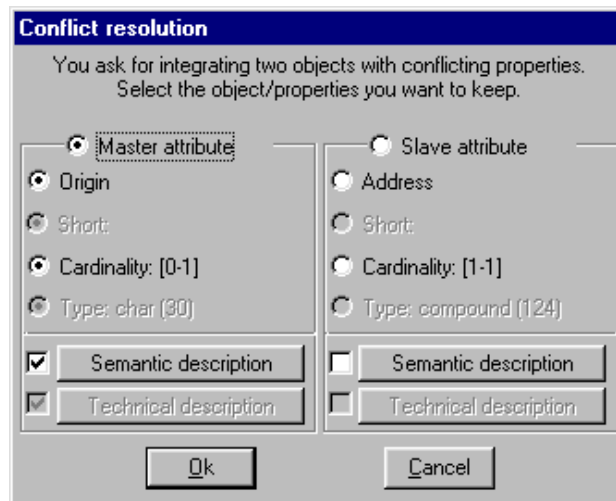 Conflict resolution
You ask for integrating two objects with conflicting properties.
Select the object/properties you want to keep.
Master attribute
Origin
Short:
Cardinality: [0-1]
Type: char (30)
Semantic description
Technical description
Slave attribute
Address
Short:
Cardinality: [1-1]
Type: compound (124)
Semantic description
Technical description
Ok
Cancel